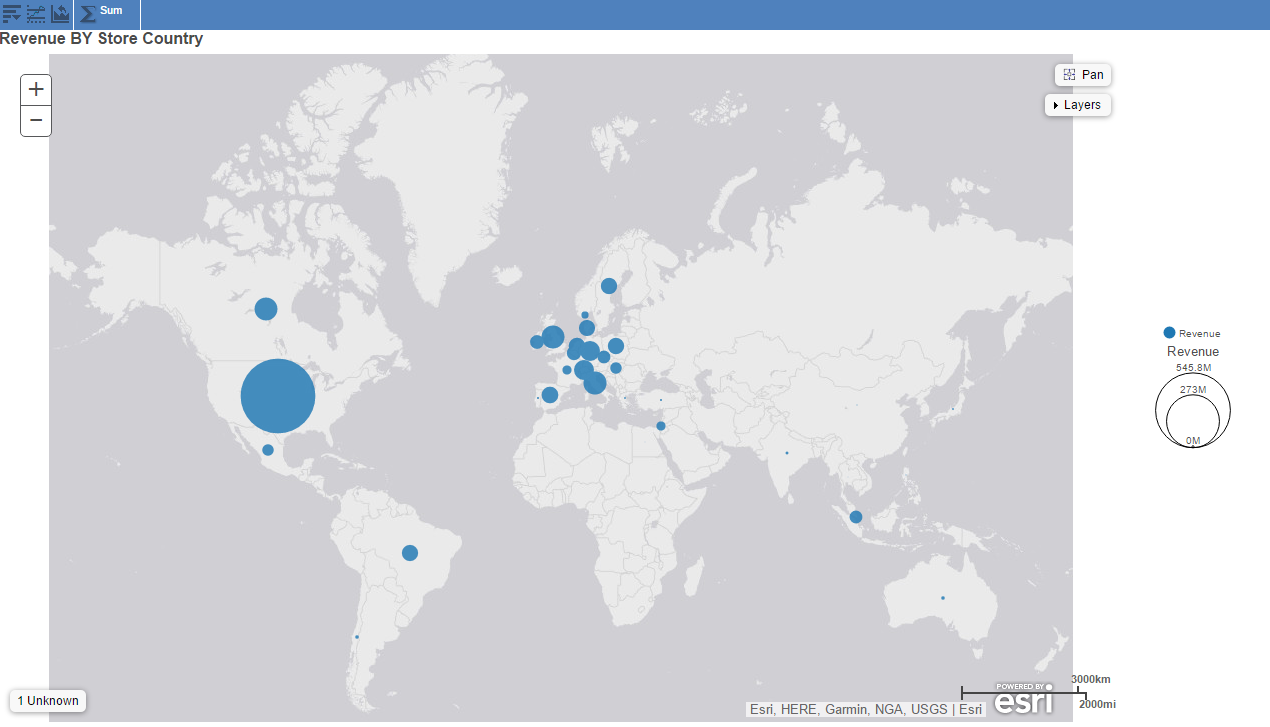 Sum
Revenue BY Store Country
+
Pan
−
Layers
Revenue
Revenue
545.8M
273M
0M
1 Unknown
3000km
2000mi
POWERED BY
esri
Esri, HERE, Garmin, NGA, USGS | Esri